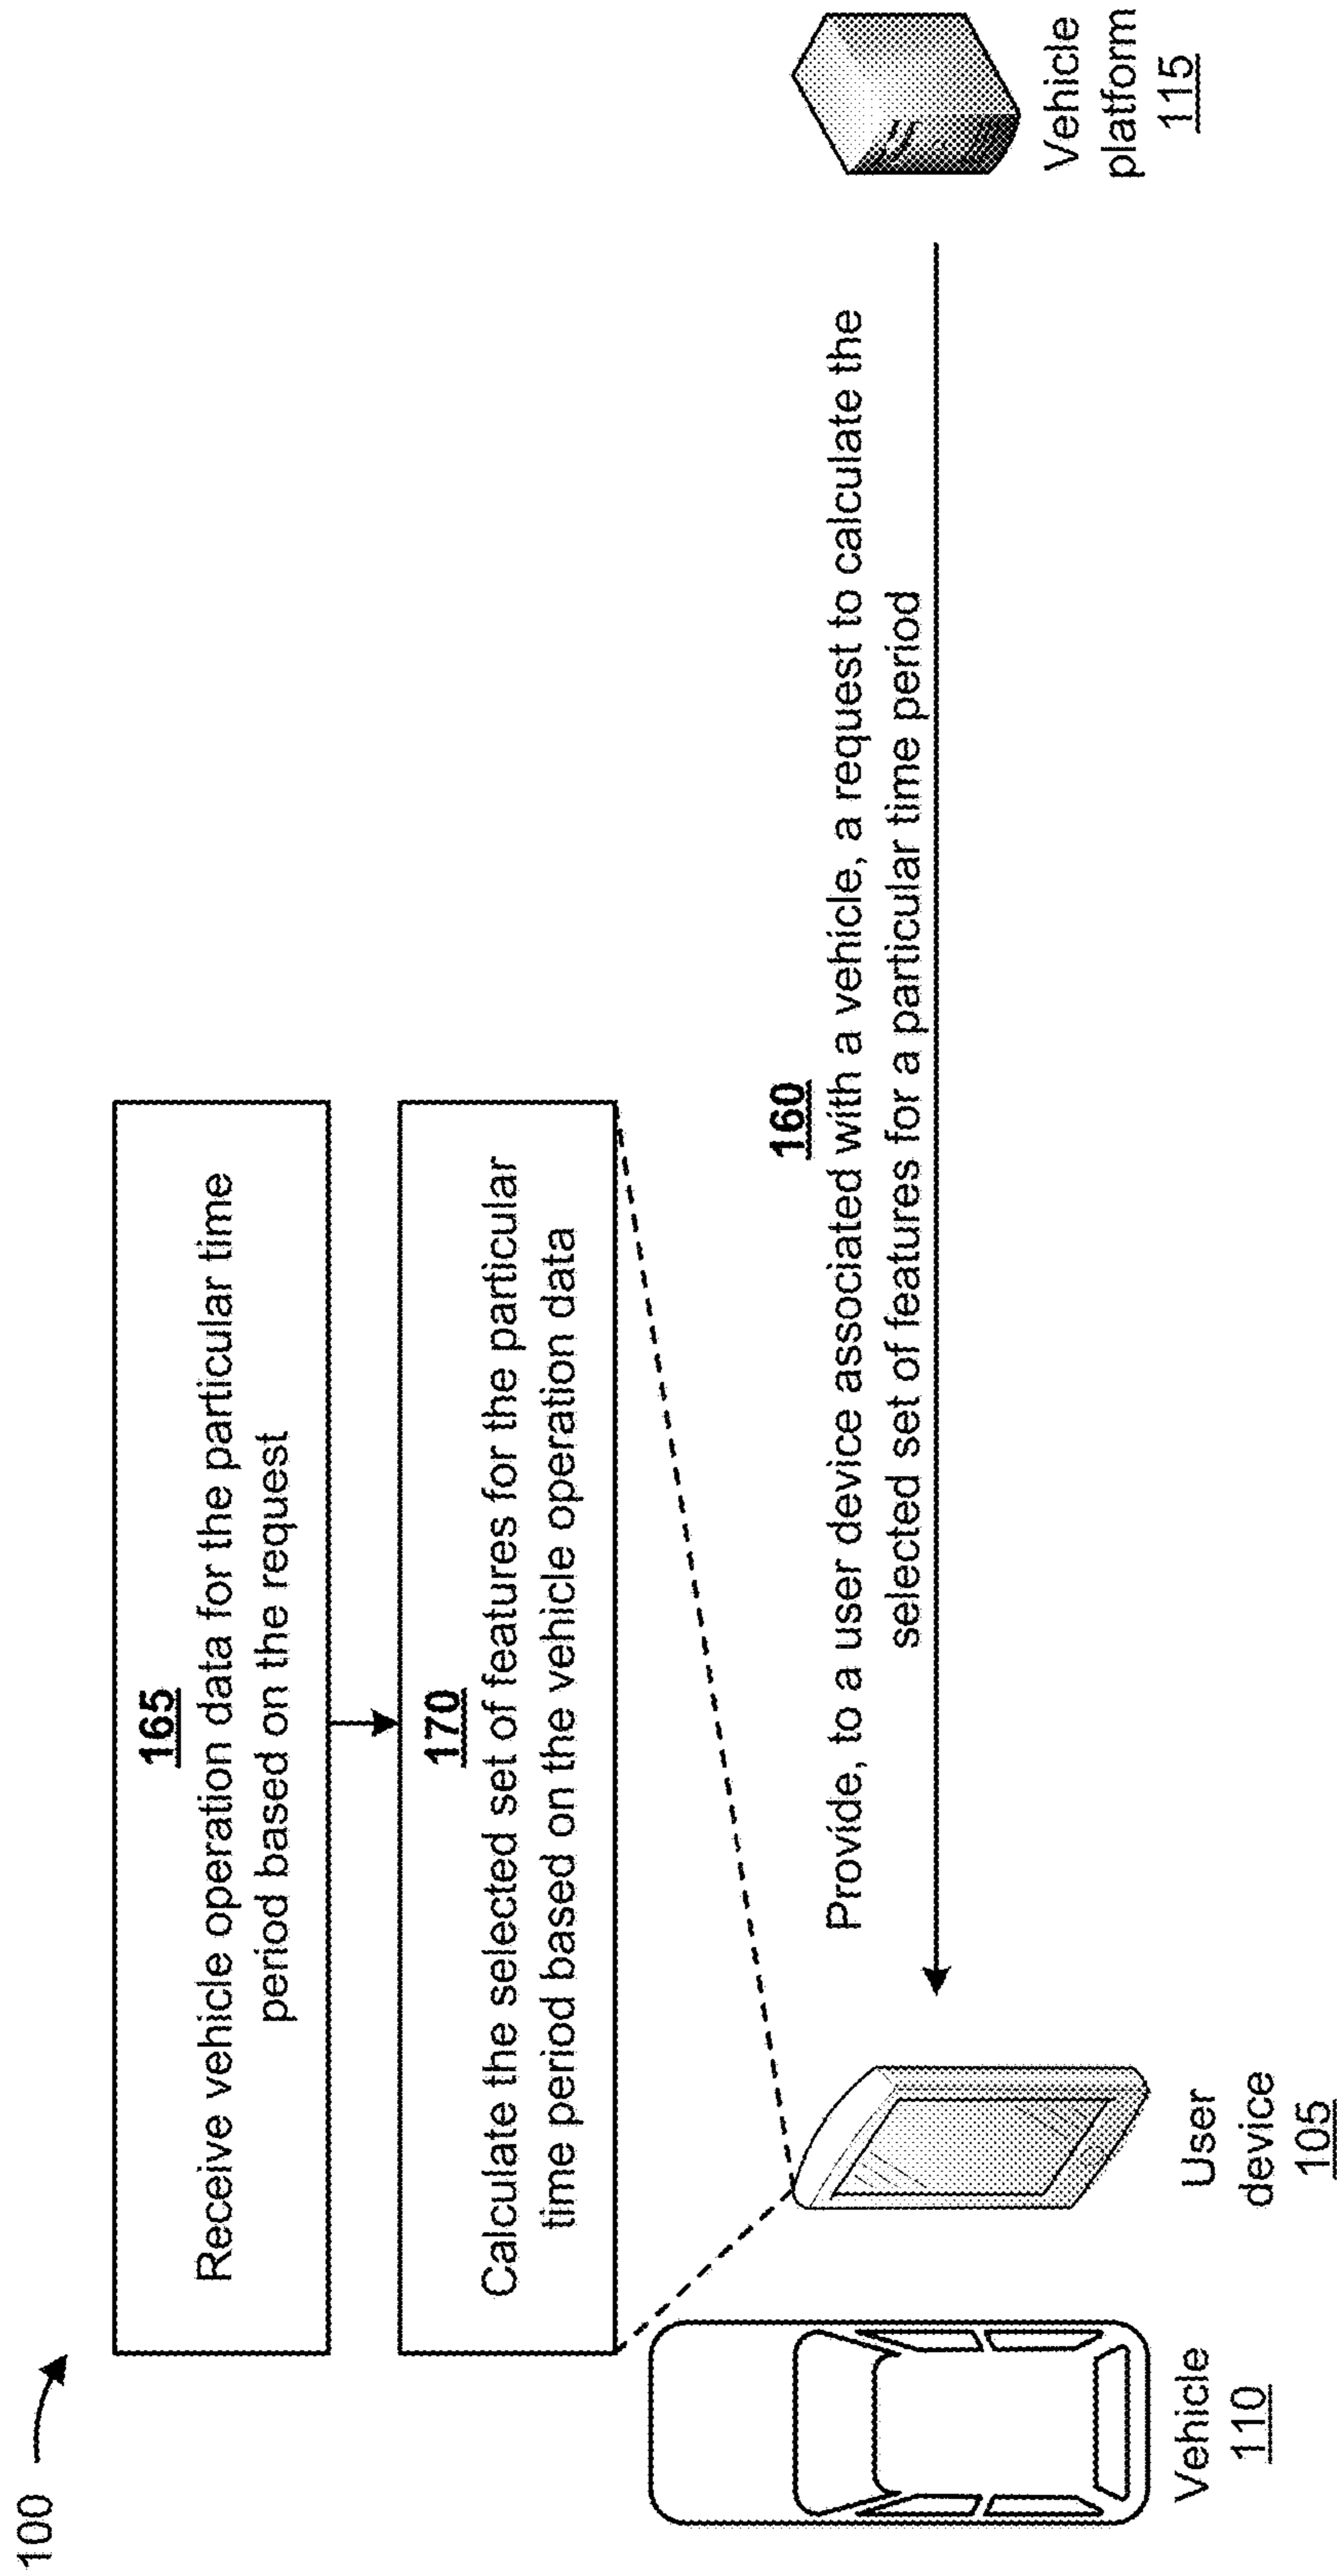 100
165
Receive vehicle operation data for the particular time
period based on the request
170
Calculate the selected set of features for the particular
time period based on the vehicle operation data
160
Provide, to a user device associated with a vehicle, a request to calculate the
selected set of features for a particular time period
Vehicle
110
User
device
105
Vehicle
platform
115